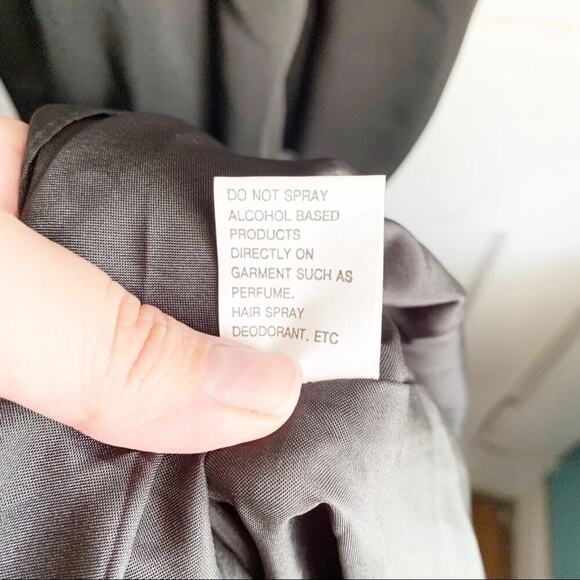 DO NOT SPRAY
ALCOHOL BASED
PRODUCTS
DIRECTLY ON
GARMENT SUCH AS
PERFUME.
HAIR SPRAY
DEODORANT. ETC